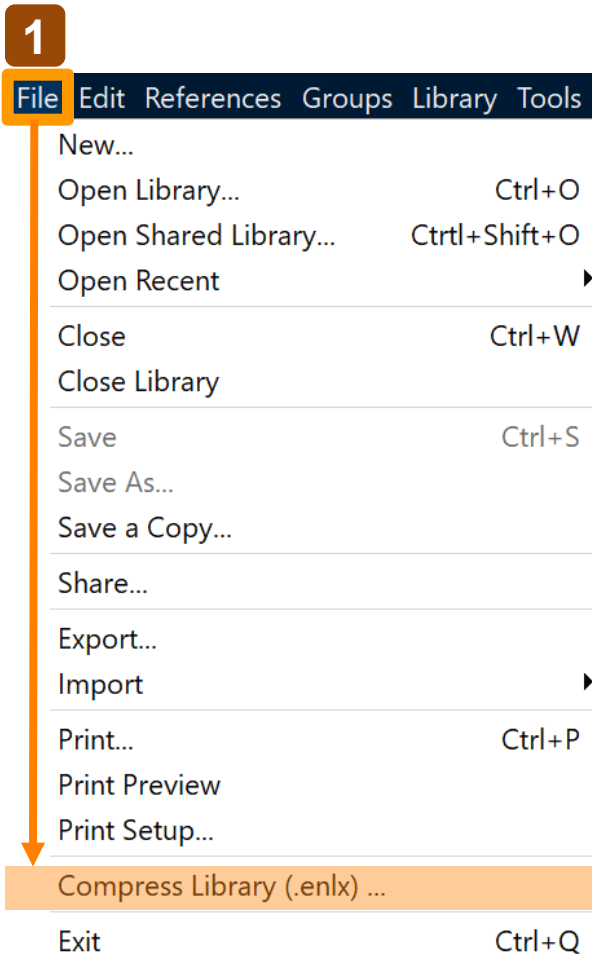 1
File Edit References Groups Library Tools
New...
Open Library... Ctrl+O
Open Shared Library... Ctrtl+Shift+O
Open Recent
Close Ctrl+W
Close Library
Save Ctrl+S
Save As...
Save a Copy...
Share...
Export...
Import
Print... Ctrl+P
Print Preview
Print Setup...
Compress Library (.enlx) ...
Exit Ctrl+Q